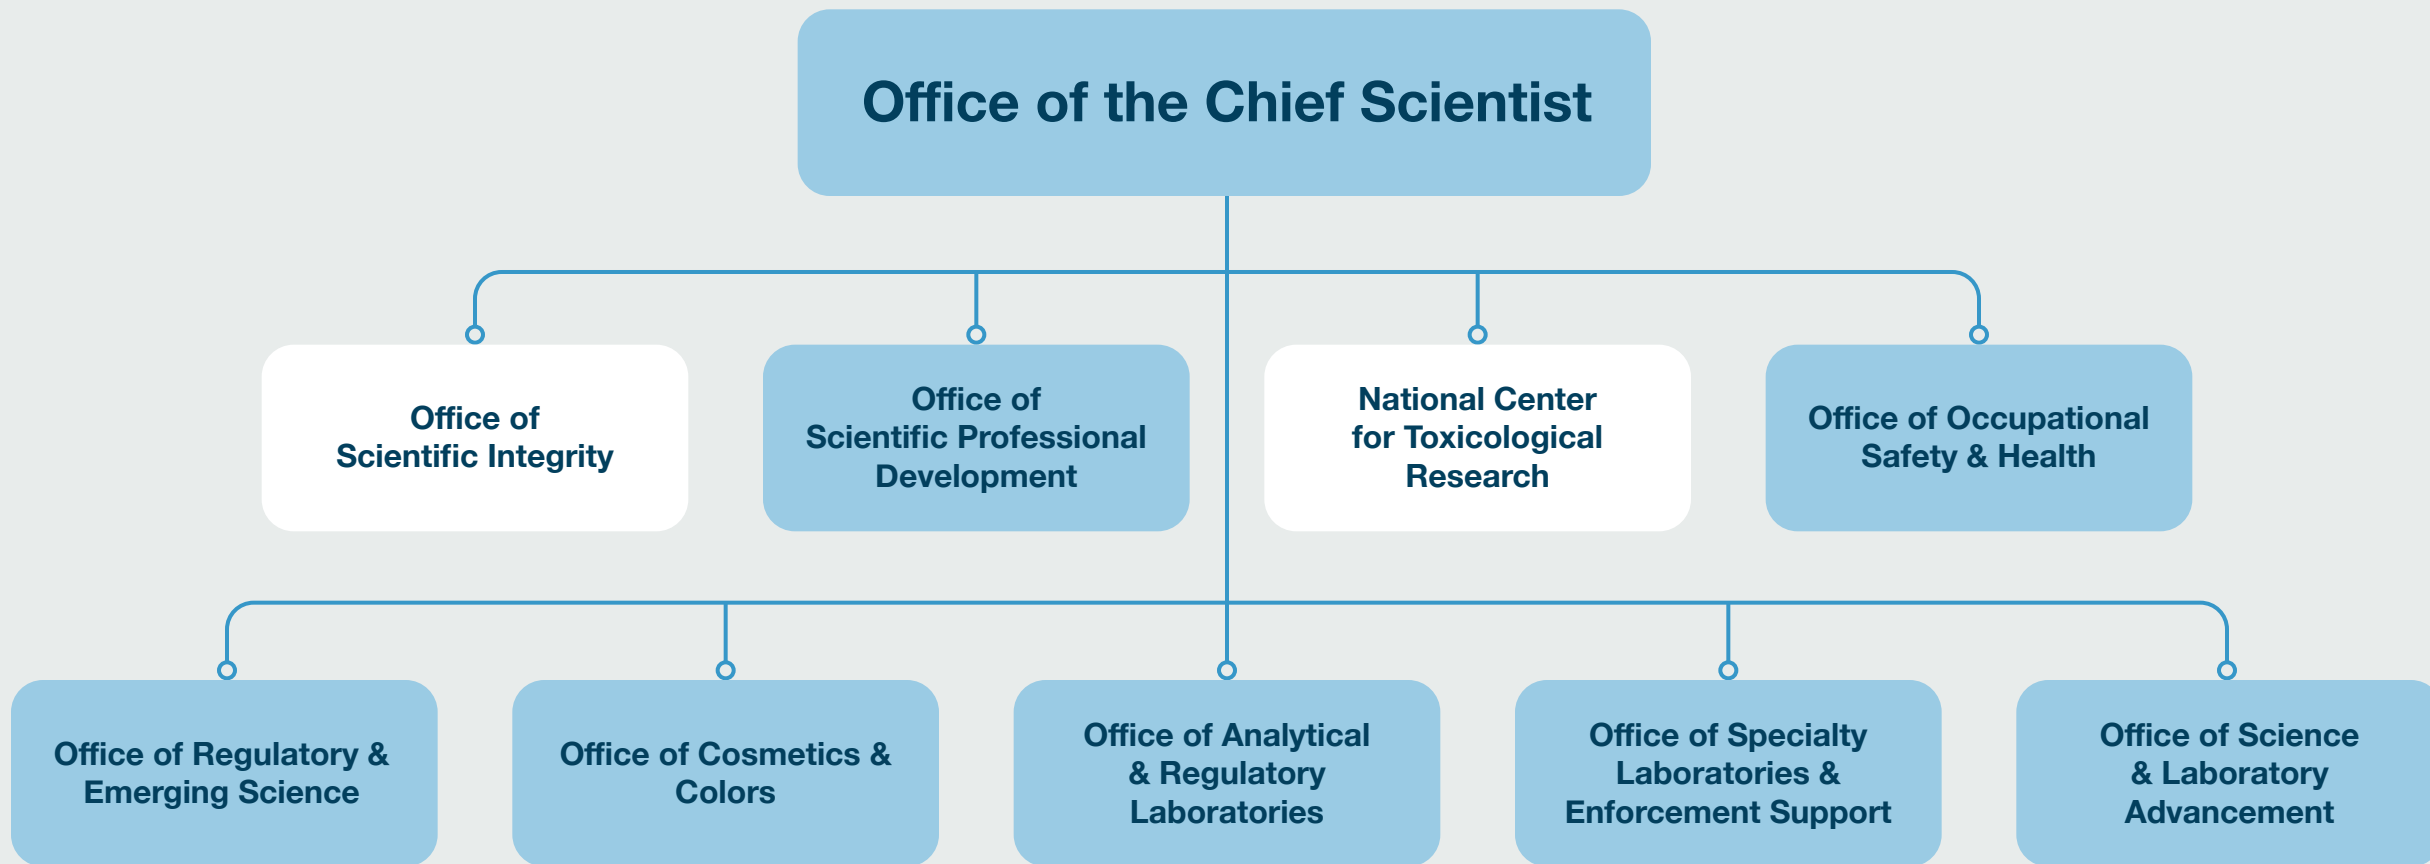 Office of the Chief Scientist
Office of
Scientific Integrity
Office of
Scientific Professional
Development
National Center
for Toxicological
Research
Office of Occupational
Safety & Health
Office of Regulatory &
Emerging Science
Office of Cosmetics &
Colors
Office of Analytical
& Regulatory
Laboratories
Office of Specialty
Laboratories &
Enforcement Support
Office of Science
& Laboratory
Advancement